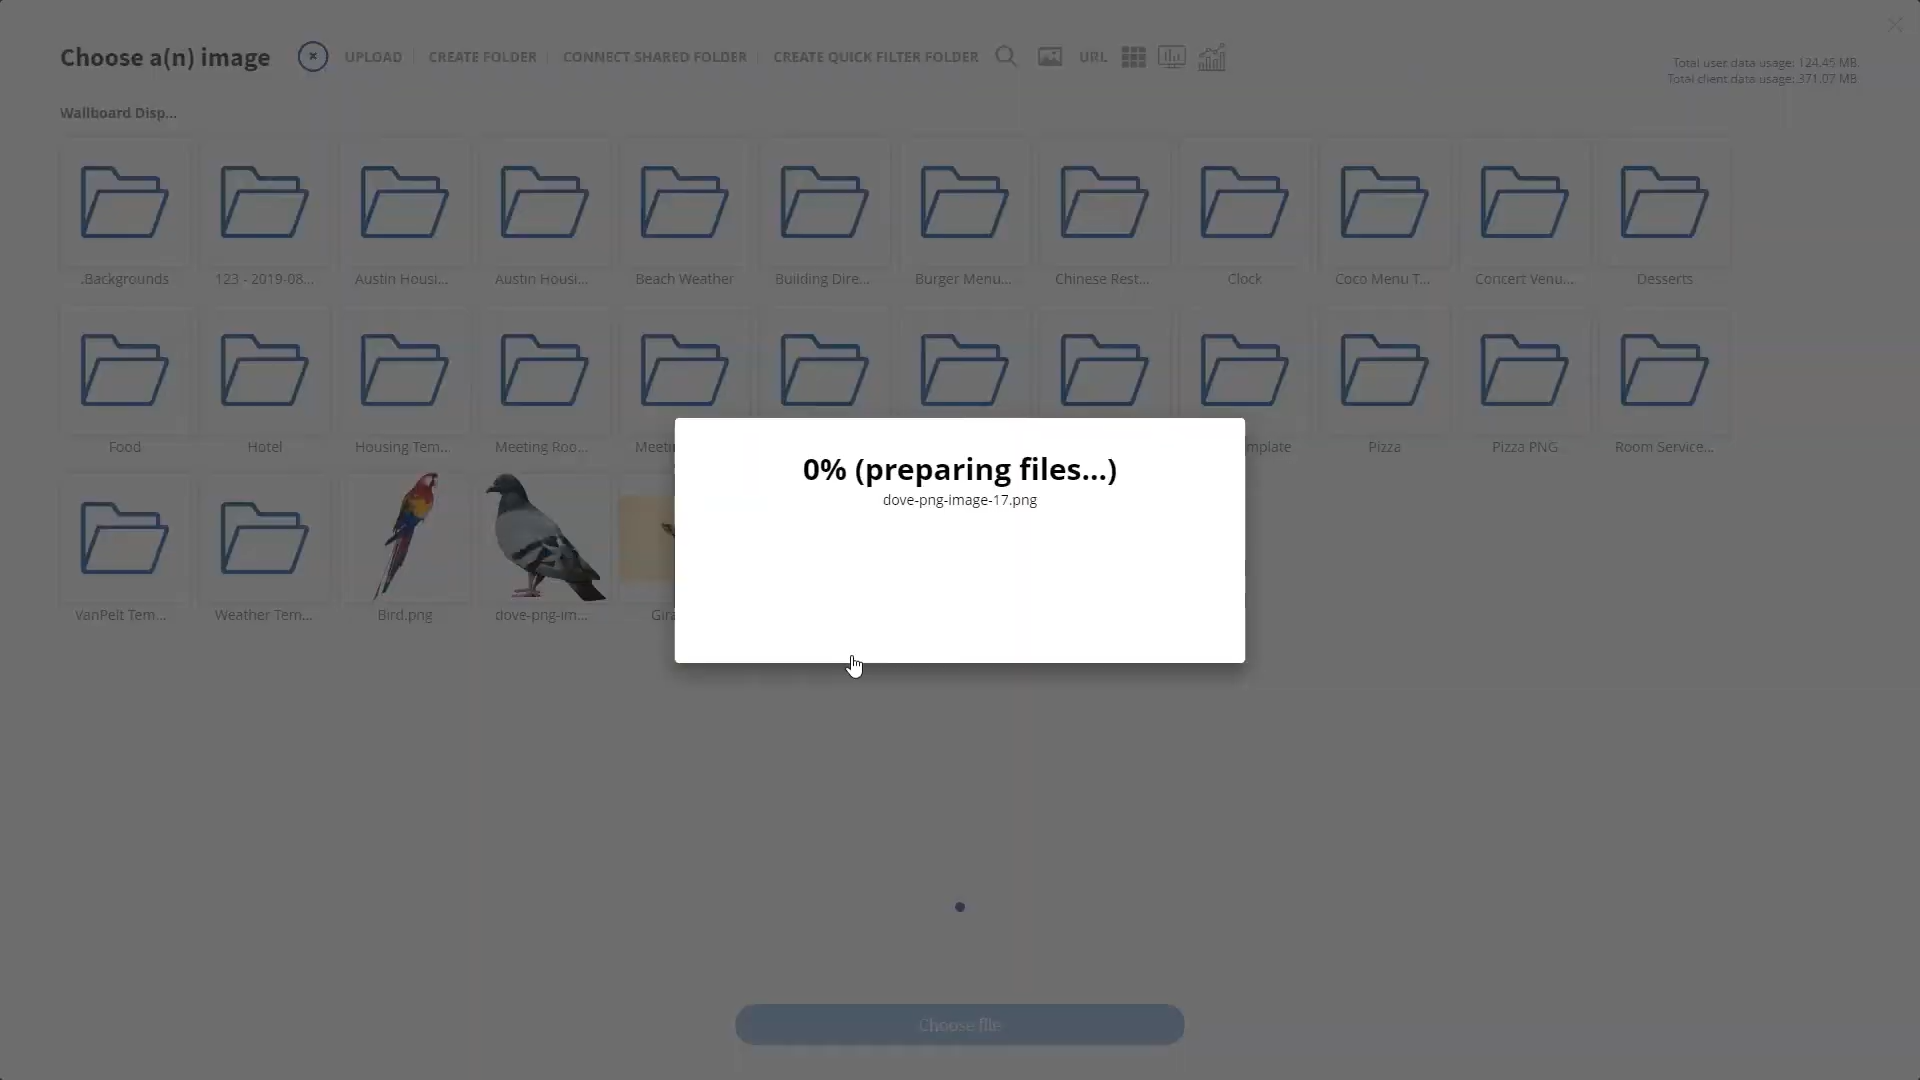 Choose a(n) image
UPLOAD
CREATE FOLDER
CONNECT SHARED FOLDER
CREATE QUICK FILTER FOLDER
URL
Total user data usage: 124.45 MB.
Total client data usage: 371.07 MB
Wallboard Disp...
.Backgrounds
123 - 2019-08...
Austin Housi...
Austin Housi...
Beach Weather
Building Dire...
Burger Menu...
Chinese Rest...
Clock
Coco Menu T...
Concert Venu...
Desserts
Food
Hotel
Housing Tem...
Meeting Roo...
Pizza
Pizza PNG
Room Service...
0% (preparing files...)
dove-png-image-17.png
VanPelt Tem...
Weather Tem...
Bird.png
dove-png-im...
Choose file